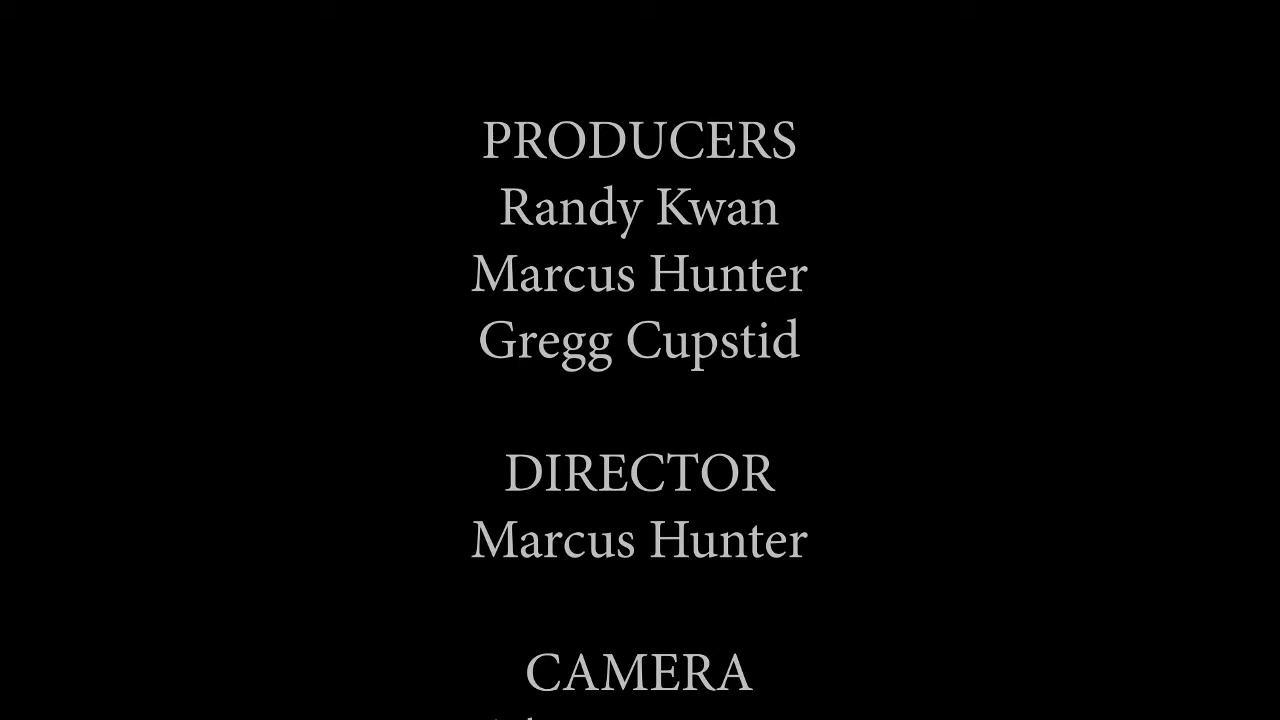 PRODUCERS
Randy Kwan
Marcus Hunter
Gregg Cupstid
DIRECTOR
Marcus Hunter
CAMERA